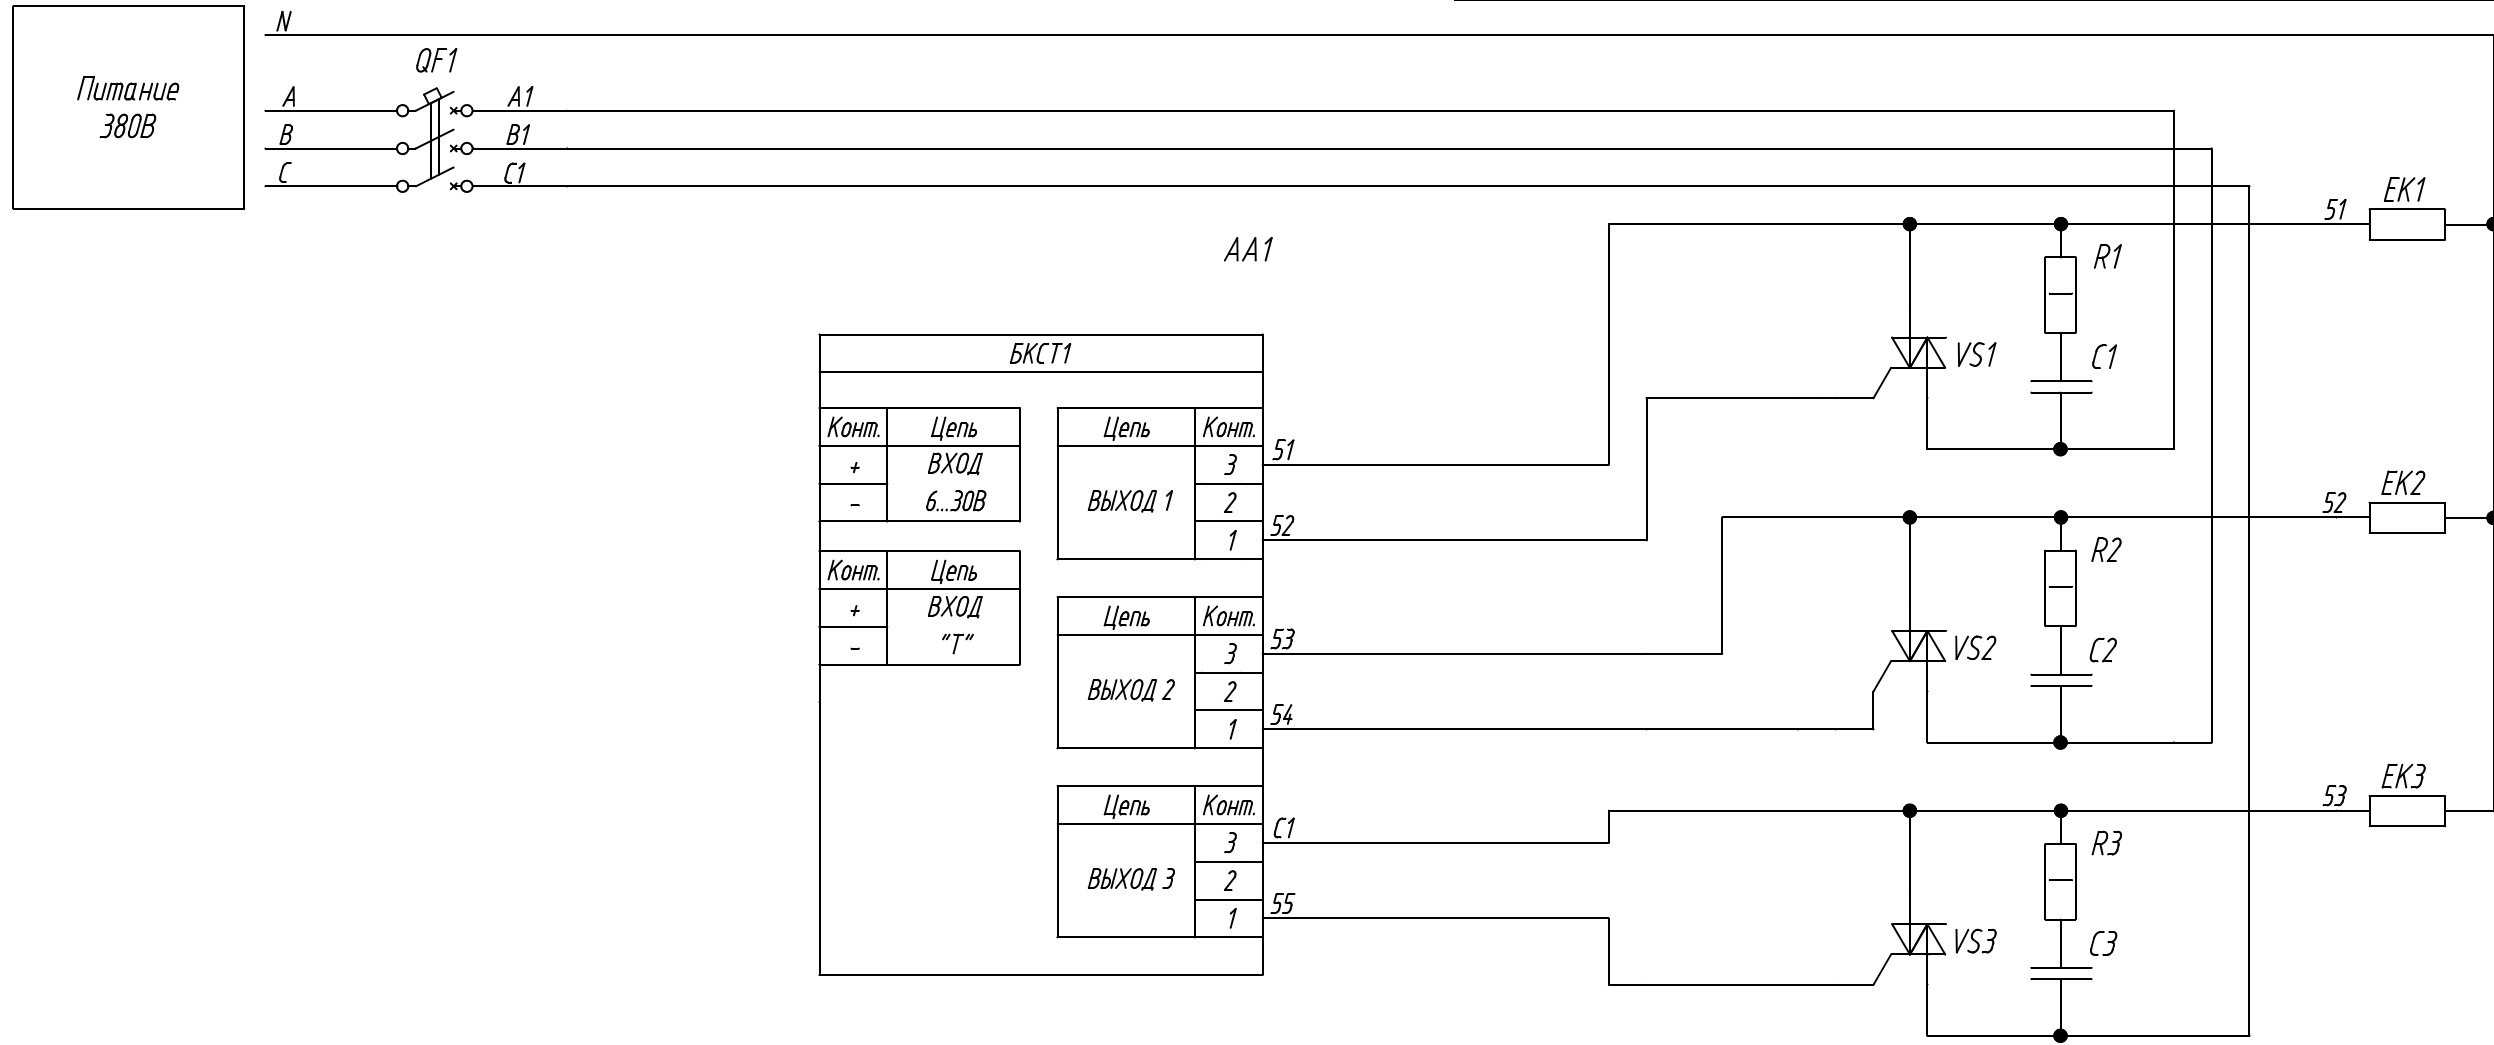 N
QF1
Питание
380В
A
A1
B
B1
C
C1
EK1
51
AA1
R1
БКСТ1
VS1
C1
Конт.
Цепь
Цепь
Конт.
+
ВХОД
6...30В
-
ВЫХОД 1
3
51
2
1
52
EK2
52
R2
Конт.
Цепь
+
ВХОД
"Т"
-
Цепь
Конт.
ВЫХОД 2
3
53
2
1
54
VS2
C2
EK3
53
Цепь
Конт.
ВЫХОД 3
3
C1
2
1
55
R3
VS3
C3